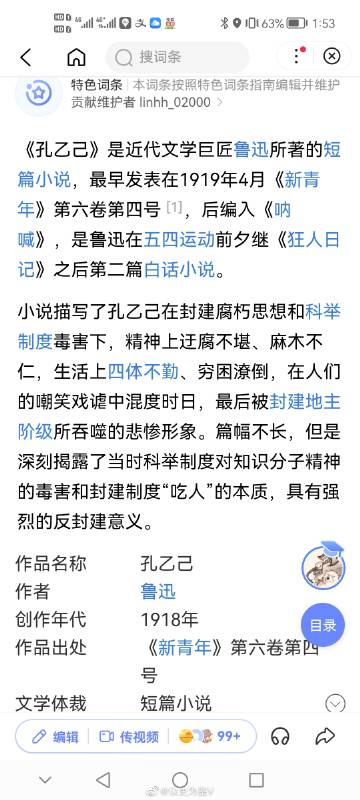 63% 1:53
搜词条
特色词条 本词条按照特色词条指南编辑并维护
贡献维护者 linhh_02000 >
《孔乙己》是近代文学巨匠鲁迅所著的短
篇小说，最早发表在1919年4月《新青
年》第六卷第四号 [1]，后编入《呐
喊》，是鲁迅在五四运动前夕继《狂人日
记》之后第二篇白话小说。
小说描写了孔乙己在封建腐朽思想和科举
制度毒害下，精神上迂腐不堪、麻木不
仁，生活上四体不勤、穷困潦倒，在人们
的嘲笑戏谑中混度时日，最后被封建地主
阶级所吞噬的悲惨形象。篇幅不长，但是
深刻揭露了当时科举制度对知识分子精神
的毒害和封建制度“吃人”的本质，具有强
烈的反封建意义。
作品名称 孔乙己
作者 鲁迅
创作年代 1918年
目录
作品出处 《新青年》第六卷第四
号
文学体裁 短篇小说
编辑 传视频 99+